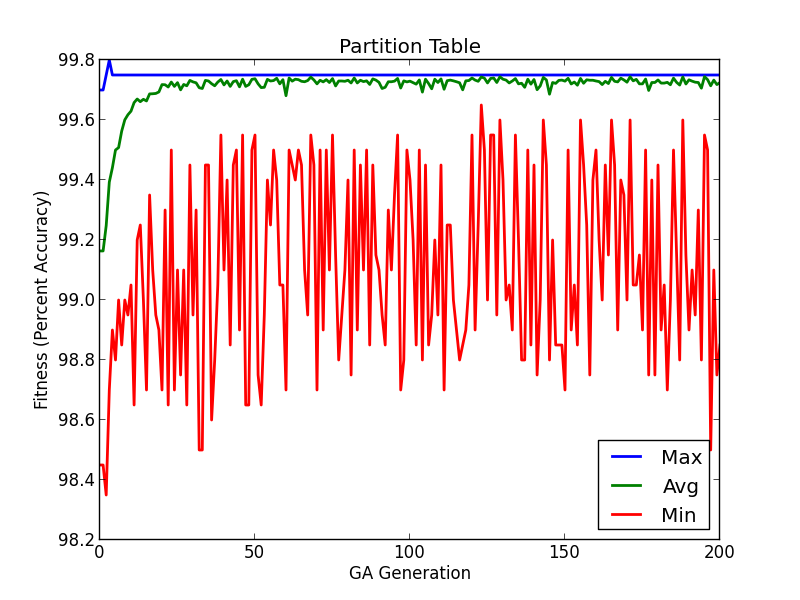 Partition Table
99.8
99.6
99.4
99.2
99.0
98.8
98.6
98.4
98.2
Fitness (Percent Accuracy)
Max
Avg
Min
0 50 100 150 200
GA Generation